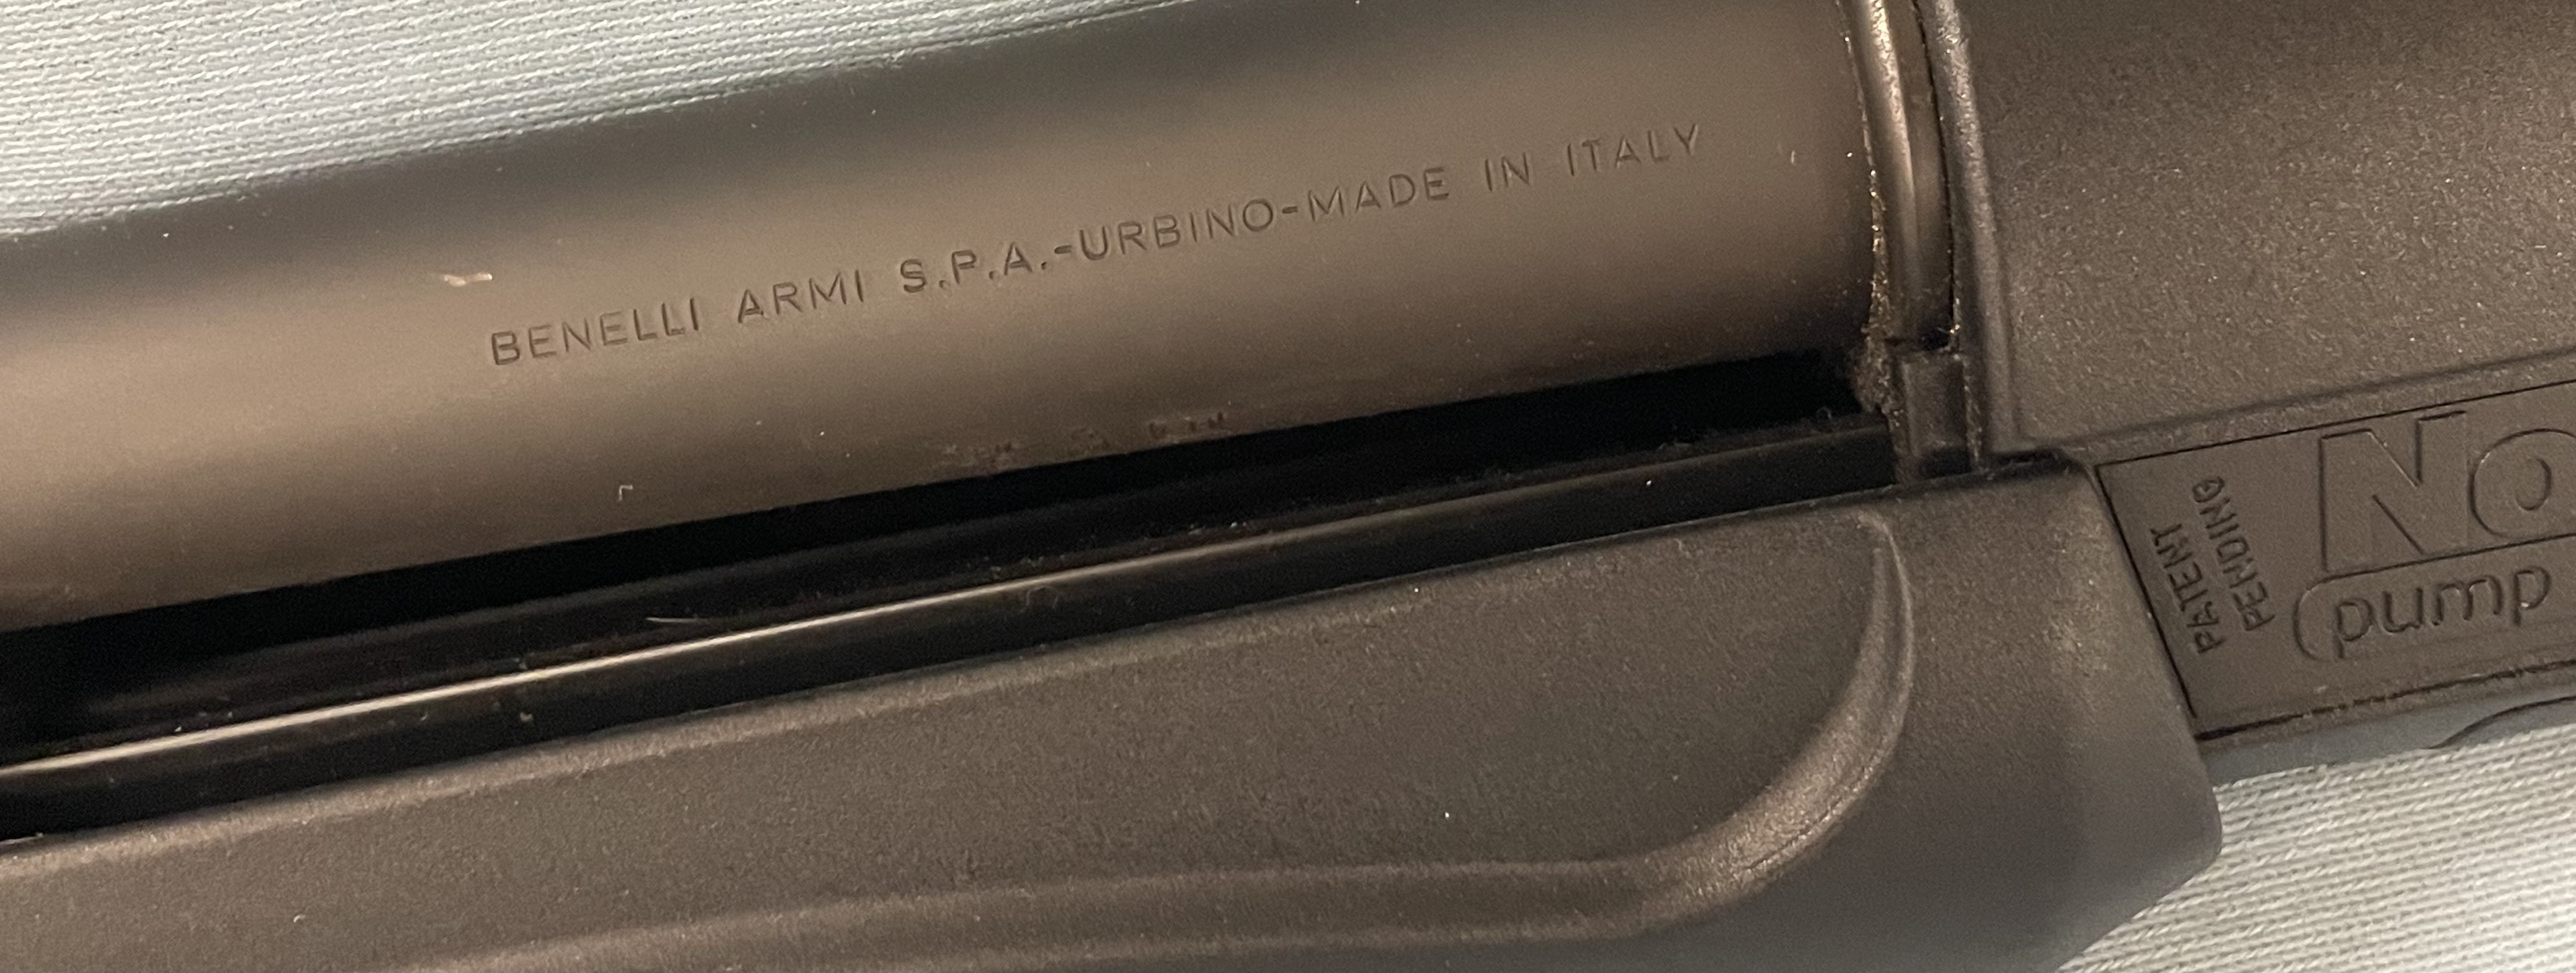 BENELLI ARMI S.P.A.-URBINO-MADE IN ITALY
PATENT
PENDING
pump